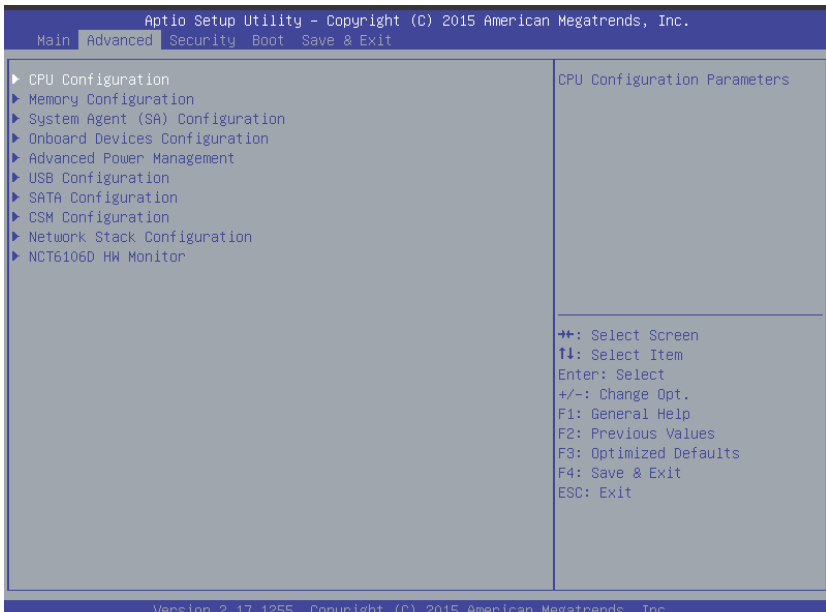 Aptio Setup Utility – Copyright (C) 2015 American Megatrends, Inc.
Main Advanced Security Boot Save & Exit
CPU Configuration
Memory Configuration
System Agent (SA) Configuration
Onboard Devices Configuration
Advanced Power Management
USB Configuration
SATA Configuration
CSM Configuration
Network Stack Configuration
NCT6106D HW Monitor
CPU Configuration Parameters
→←: Select Screen
↑↓: Select Item
Enter: Select
+/-: Change Opt.
F1: General Help
F2: Previous Values
F3: Optimized Defaults
F4: Save & Exit
ESC: Exit
Version 2.17.1255. Copyright (C) 2015 American Megatrends, Inc.